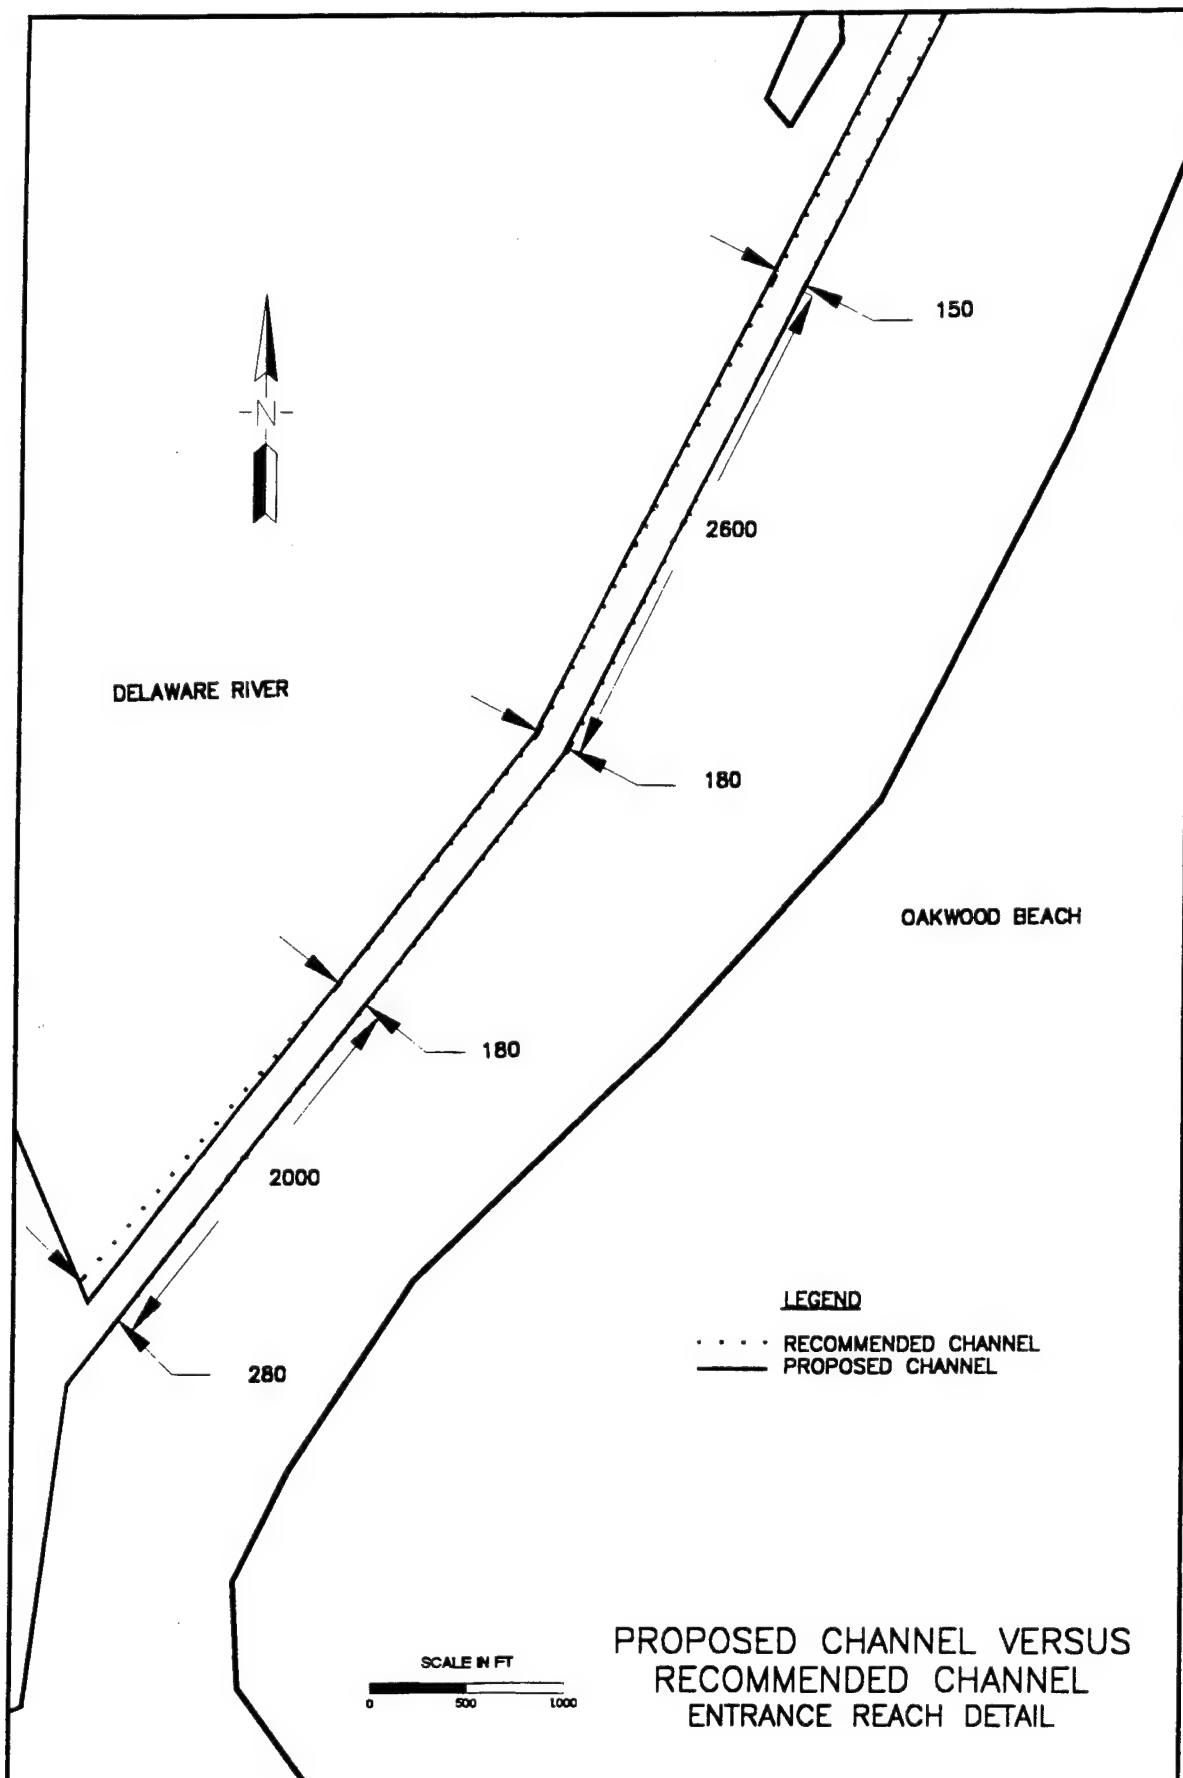 150
-N-
2600
DELAWARE RIVER
180
OAKWOOD BEACH
180
2000
LEGEND
RECOMMENDED CHANNEL
PROPOSED CHANNEL
280
SCALE IN FT
0 500 1000
PROPOSED CHANNEL VERSUS
RECOMMENDED CHANNEL
ENTRANCE REACH DETAIL